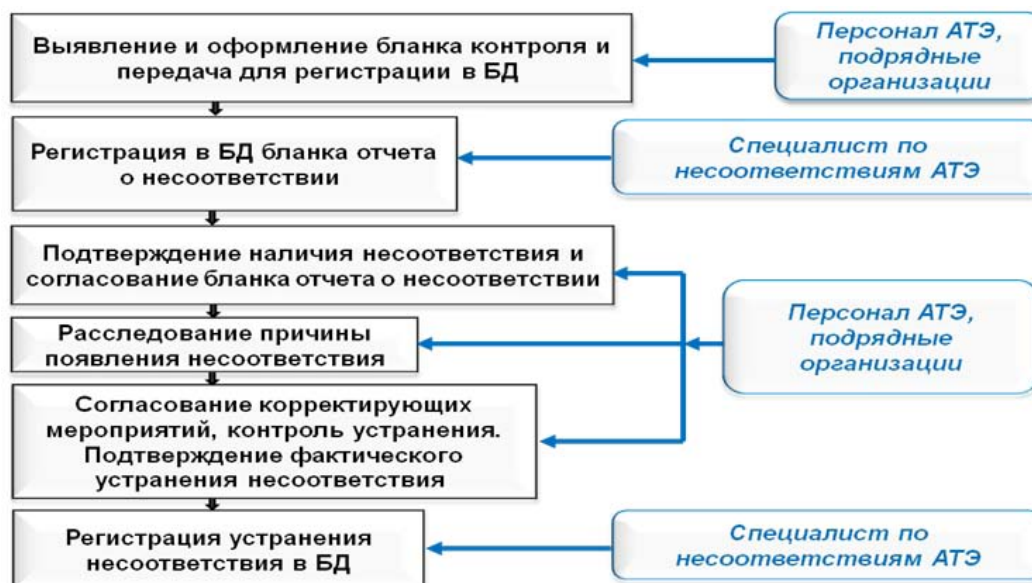 Выявление и оформление бланка контроля и
передача для регистрации в БД
Персонал АТЭ,
подрядные
организации
Регистрация в БД бланка отчета
о несоответствии
Специалист по
несоответствиям АТЭ
Подтверждение наличия несоответствия и
согласование бланка отчета о несоответствии
Расследование причины
появления несоответствия
Персонал АТЭ,
подрядные
организации
Согласование корректирующих
мероприятий, контроль устранения.
Подтверждение фактического
устранения несоответствия
Регистрация устранения
несоответствия в БД
Специалист по
несоответствиям АТЭ